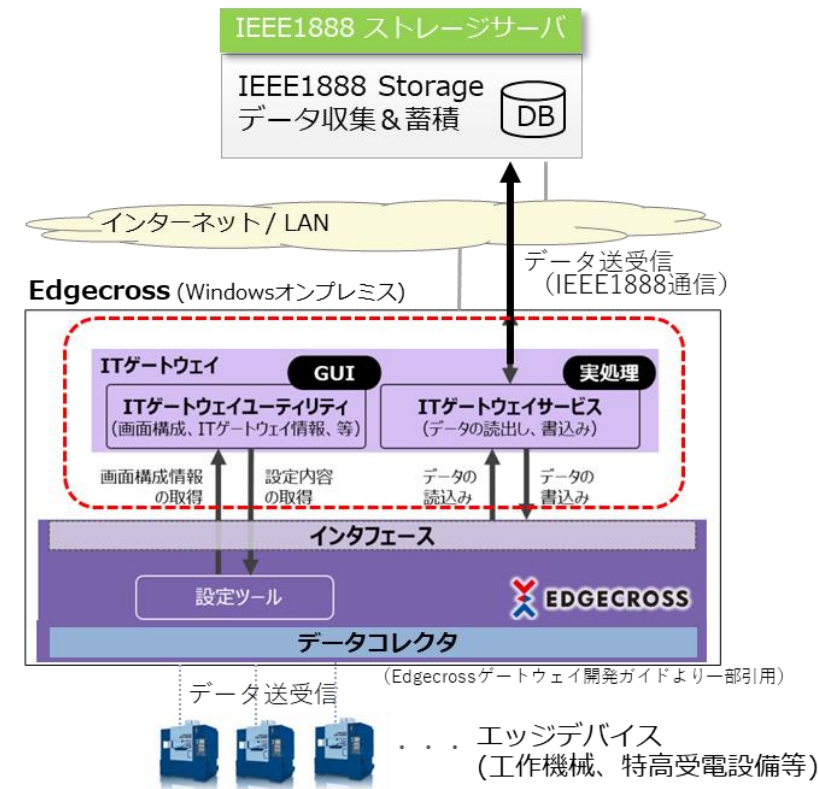 IEEE1888 ストレージサーバ
IEEE1888 Storage
データ収集＆蓄積
DB
インターネット / LAN
データ送受信
（IEEE1888通信）
Edgecross (Windowsオンプレミス)
ITゲートウェイ
GUI
実処理
ITゲートウェイユーティリティ
（画面構成、ITゲートウェイ情報、等）
ITゲートウェイサービス
（データの読出し、書込み）
画面構成情報
の取得
設定内容
の取得
データの
読込み
データの
書込み
インタフェース
設定ツール
EDGECROSS
データコレクタ
（Edgecrossゲートウェイ開発ガイドより一部引用）
データ送受信
・・・
エッジデバイス
(工作機械、特高受電設備等)